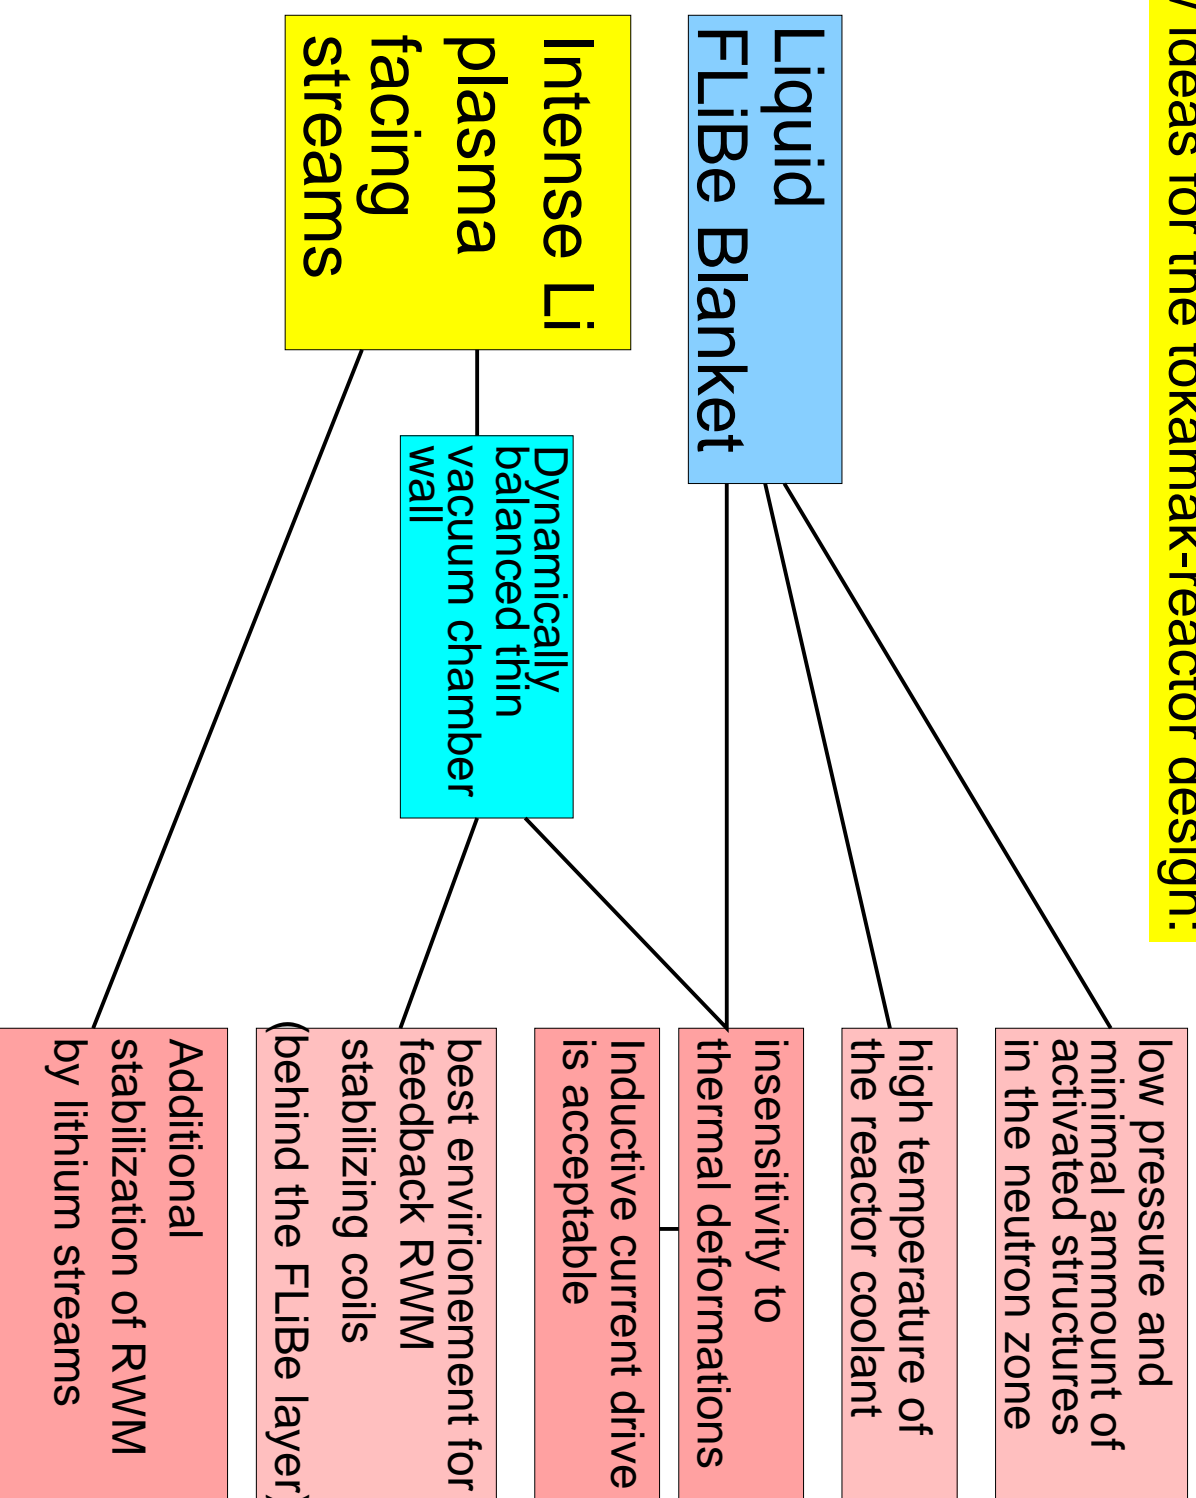 ideas for the tokamak-reactor design:
Liquid
FLiBe Blanket
Intense Li
plasma
facing
streams
Dynamically
balanced thin
vacuum chamber
wall
low pressure and
minimal ammount of
activated structures
in the neutron zone
high temperature of
the reactor coolant
insensitivity to
thermal deformations
Inductive current drive
is acceptable
best envirionement for
feedback RWM
stabilizing coils
(behind the FLiBe layer)
Additional
stabilization of RWM
by lithium streams